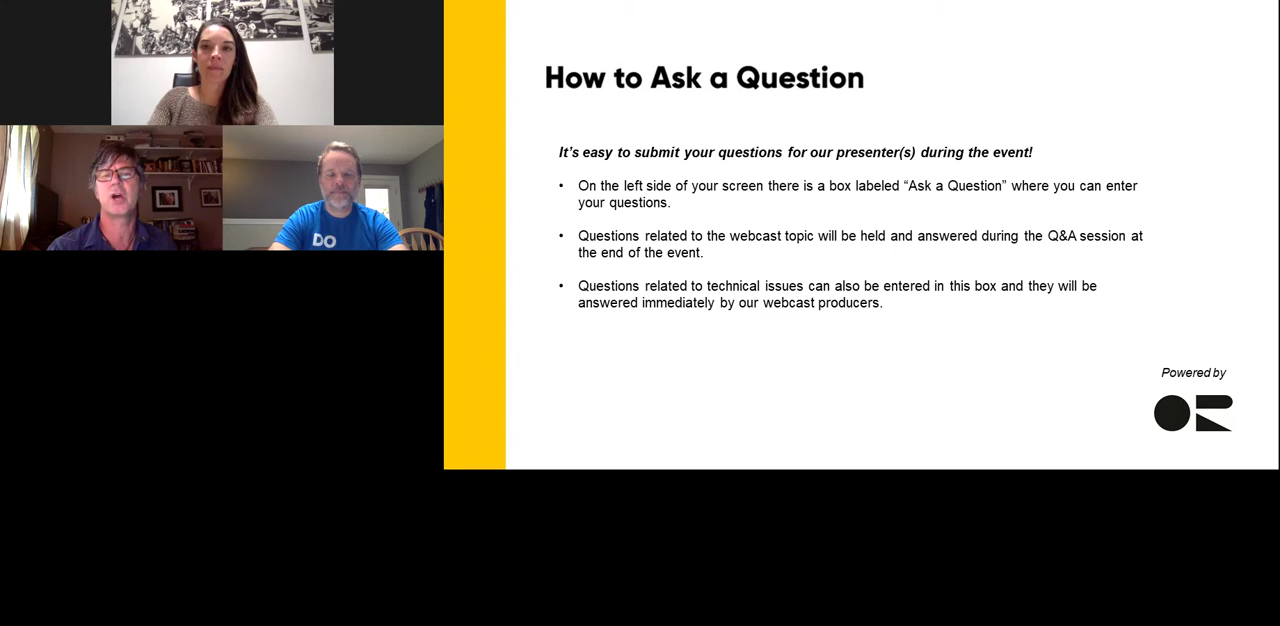 DO
How to Ask a Question
It’s easy to submit your questions for our presenter(s) during the event!
• On the left side of your screen there is a box labeled “Ask a Question” where you can enter
your questions.
• Questions related to the webcast topic will be held and answered during the Q&A session at
the end of the event.
• Questions related to technical issues can also be entered in this box and they will be
answered immediately by our webcast producers.
Powered by
OR